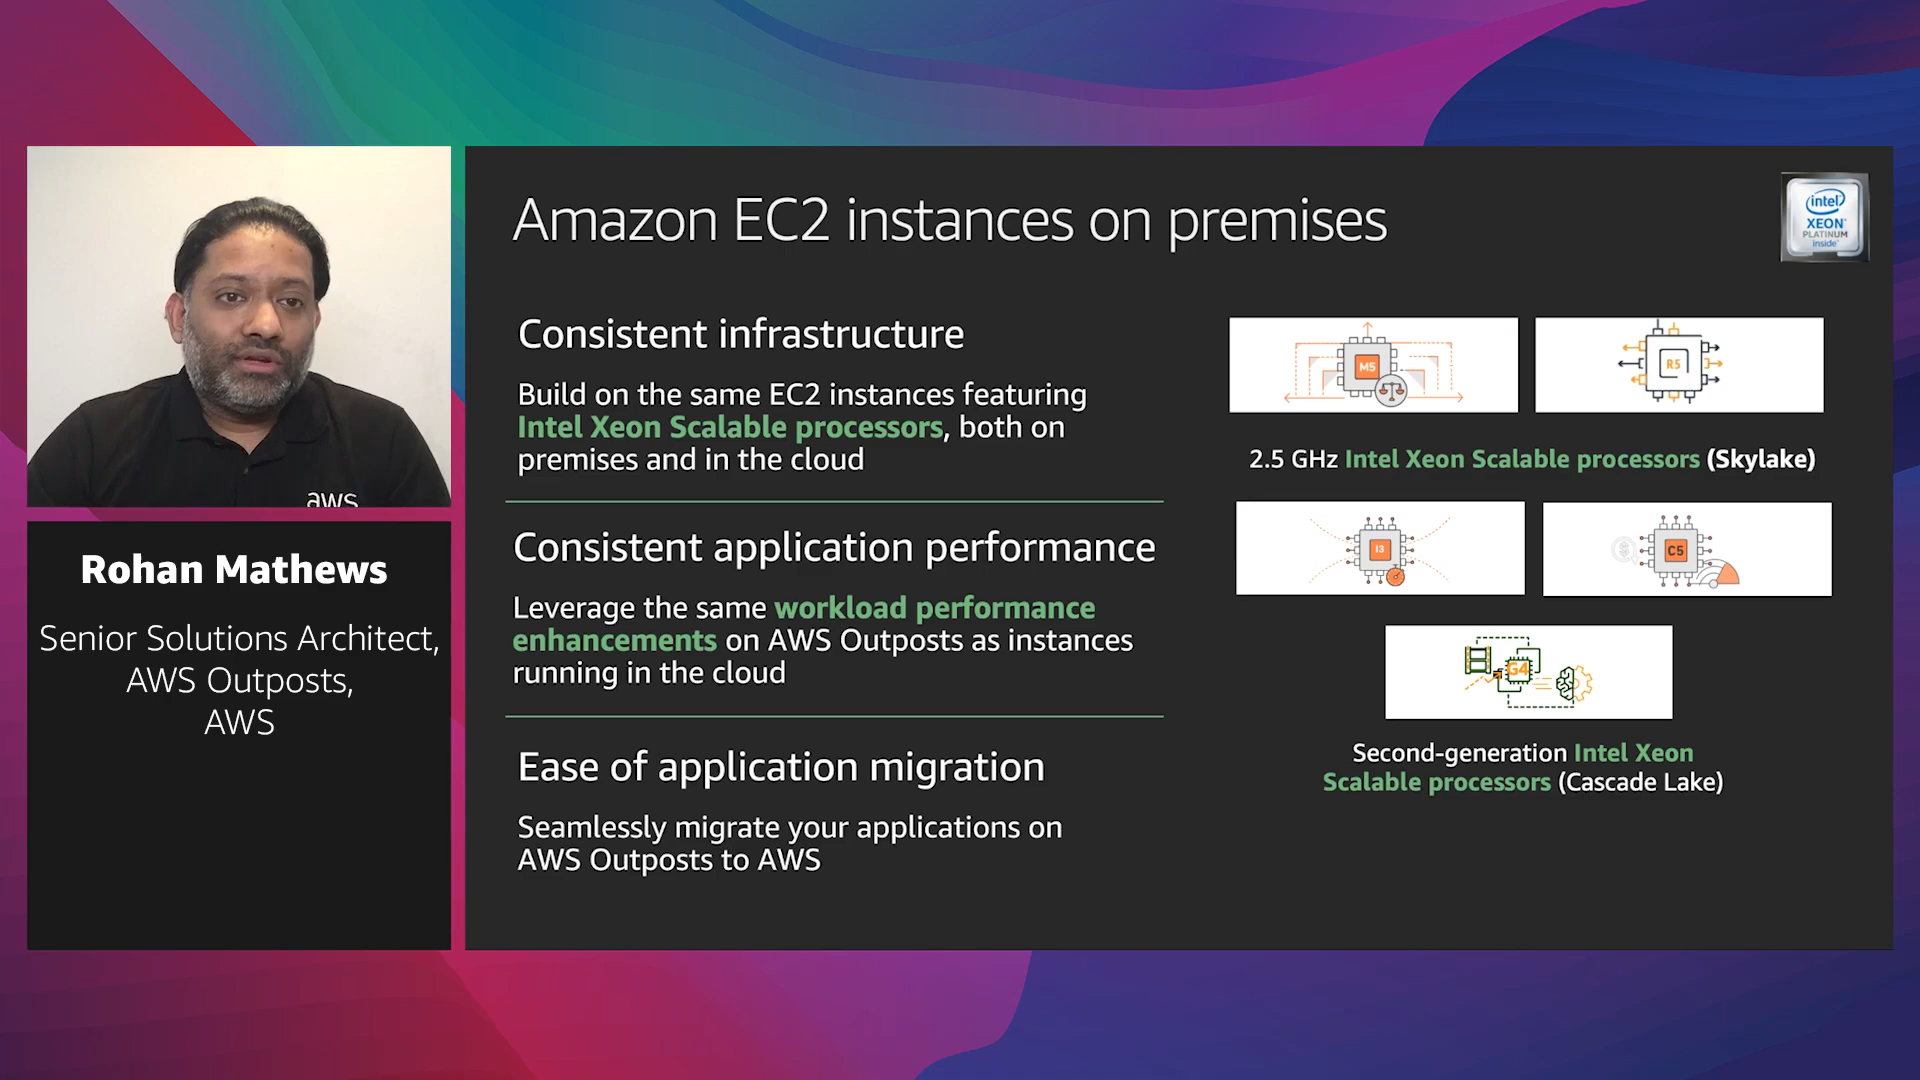 aws
Rohan Mathews
Senior Solutions Architect,
AWS Outposts,
AWS
Amazon EC2 instances on premises
intel
XEON
PLATINUM
inside
Consistent infrastructure
Build on the same EC2 instances featuring
Intel Xeon Scalable processors, both on
premises and in the cloud
Consistent application performance
Leverage the same workload performance
enhancements on AWS Outposts as instances
running in the cloud
Ease of application migration
Seamlessly migrate your applications on
AWS Outposts to AWS
M5
R5
2.5 GHz Intel Xeon Scalable processors (Skylake)
I3
C5
G4
Second-generation Intel Xeon
Scalable processors (Cascade Lake)